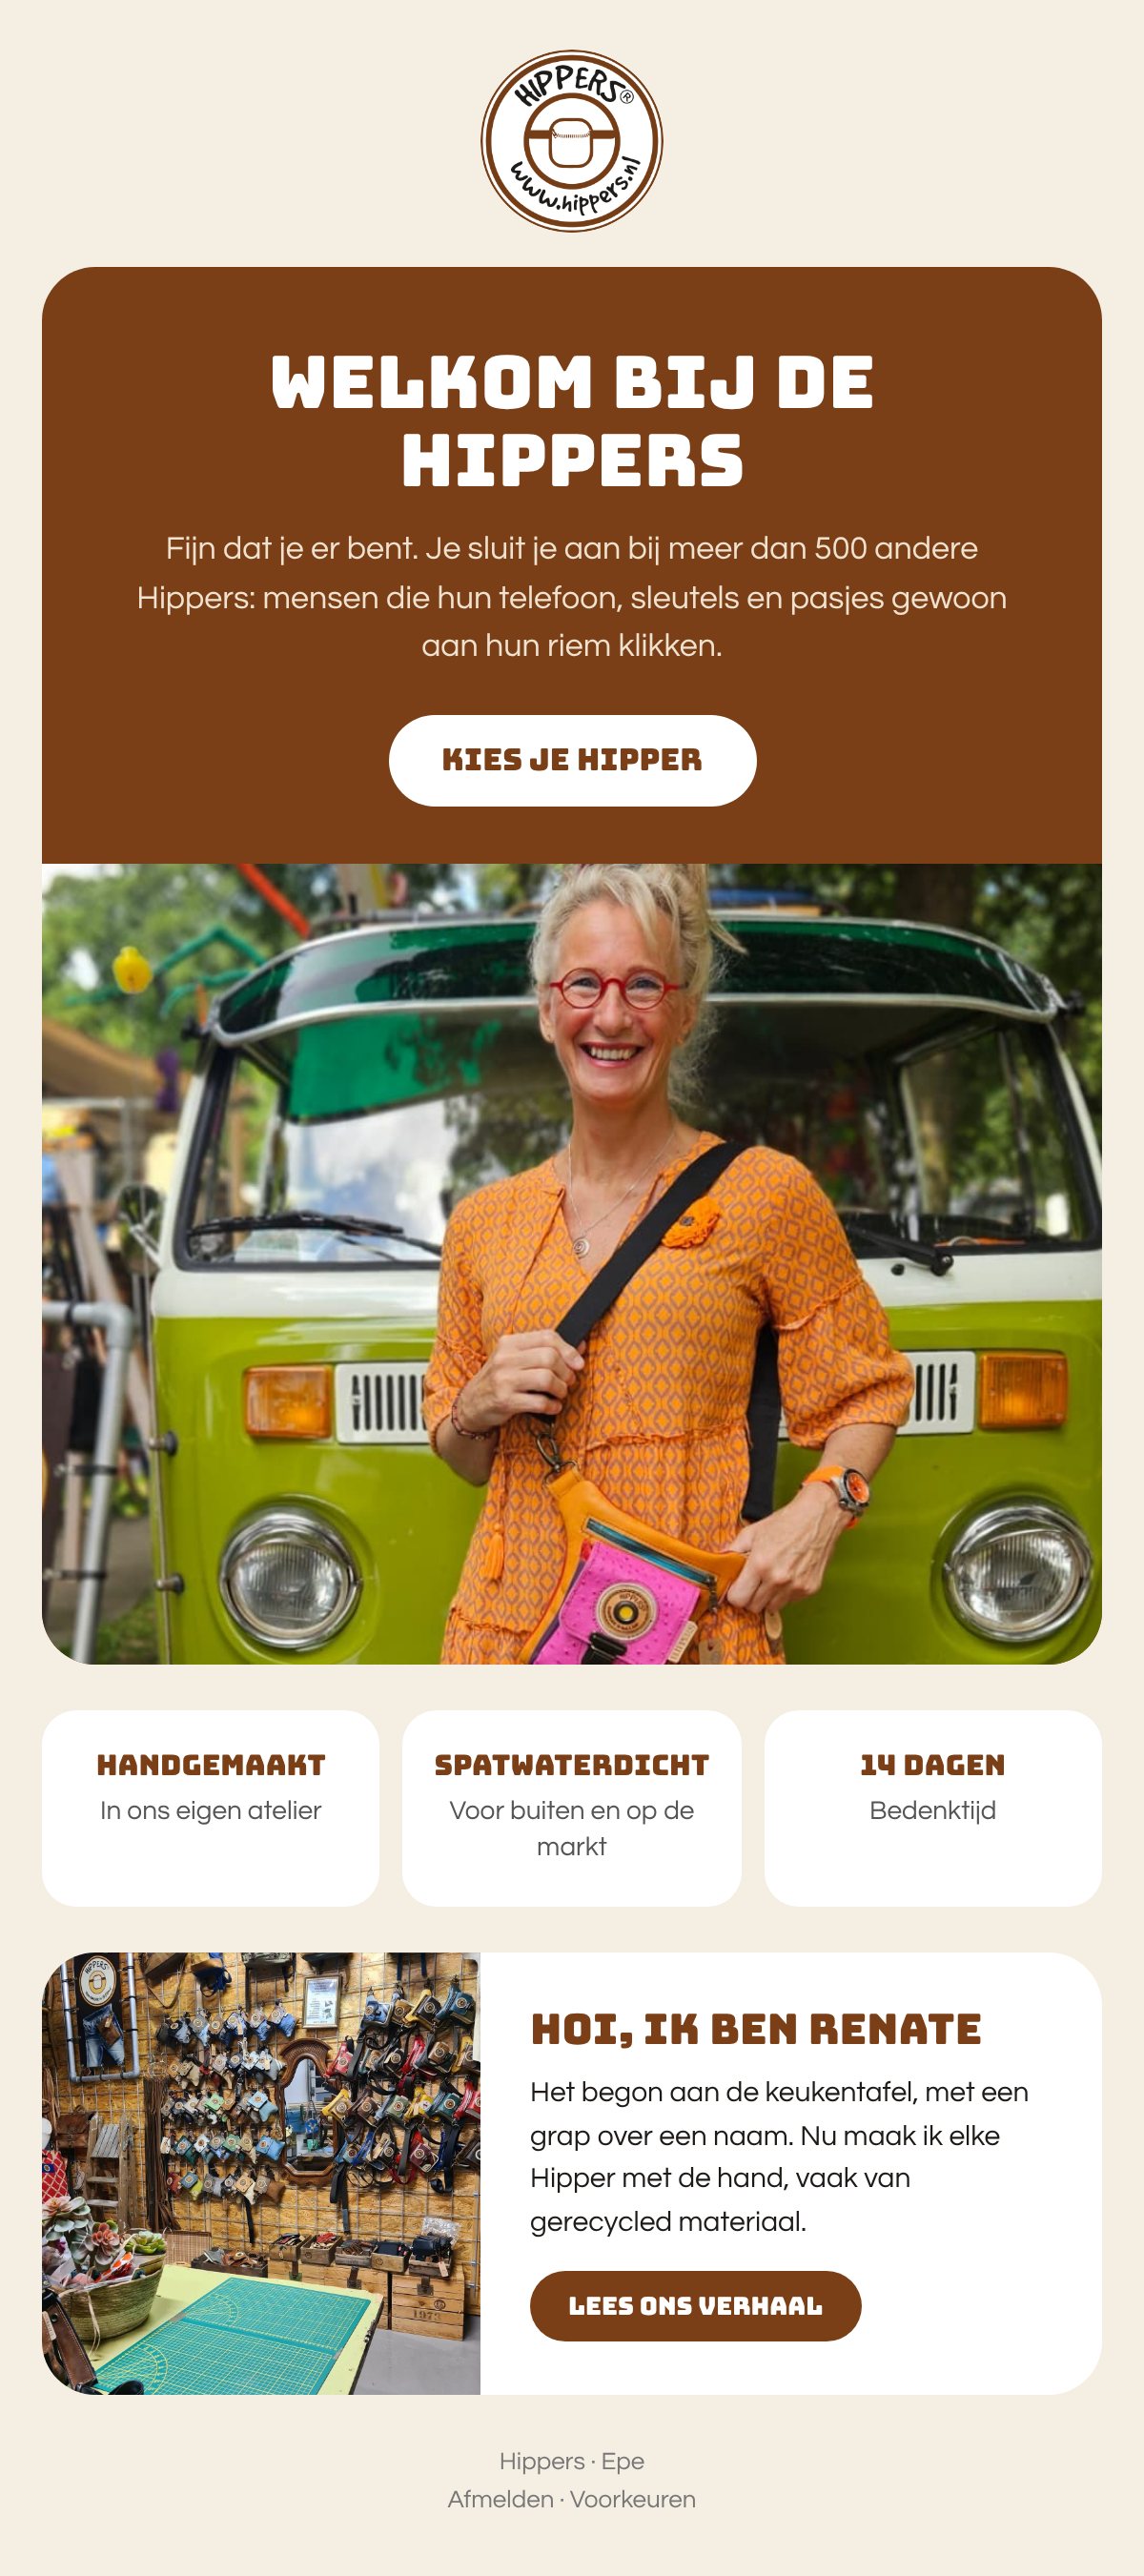 HIPPERS®
www.hippers.nl
WELKOM BIJ DE
HIPPERS
Fijn dat je er bent. Je sluit je aan bij meer dan 500 andere
Hippers: mensen die hun telefoon, sleutels en pasjes gewoon
aan hun riem klikken.
KIES JE HIPPER
HIPPERS
HANDGEMAAKT
In ons eigen atelier
SPATWATERDICHT
Voor buiten en op de
markt
14 DAGEN
Bedenktijd
HIPPERS
HOI, IK BEN RENATE
Het begon aan de keukentafel, met een
grap over een naam. Nu maak ik elke
Hipper met de hand, vaak van
gerecycled materiaal.
LEES ONS VERHAAL
1973
Hippers · Epe
Afmelden · Voorkeuren